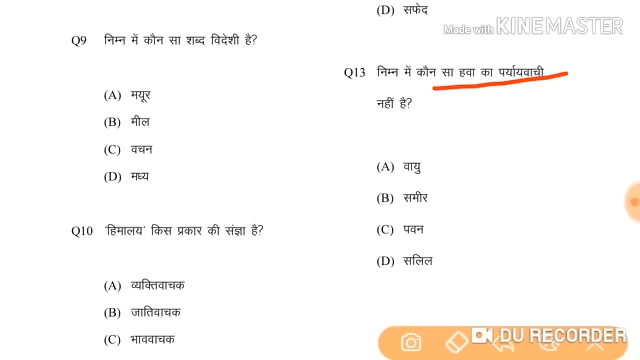 Q9 निम्न में कौन सा शब्द विदेशी है?
(A) मयूर
(B) मील
(C) वचन
(D) मध्य
Q10 'हिमालय' किस प्रकार की संज्ञा है?
(A) व्यक्तिवाचक
(B) जातिवाचक
(C) भाववाचक
(D) सफेद
Q13 निम्न में कौन सा हवा का पर्यायवाची
नहीं है?
(A) वायु
(B) समीर
(C) पवन
(D) सलिल
Made with KINEMASTER
DU RECORDER